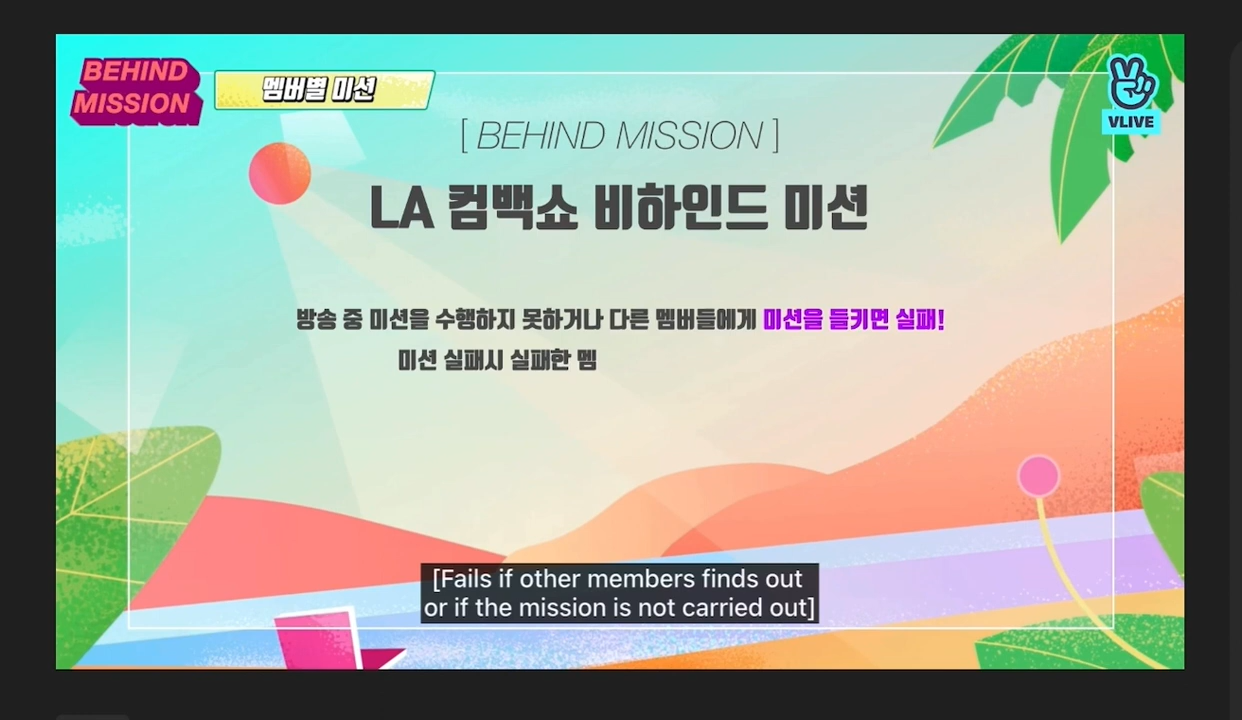 BEHIND
MISSION
멤버별 미션
VLIVE
[ BEHIND MISSION ]
LA 컴백쇼 비하인드 미션
방송 중 미션을 수행하지 못하거나 다른 멤버들에게 미션을 들키면 실패!
미션 실패시 실패한 멤
[Fails if other members finds out
or if the mission is not carried out]